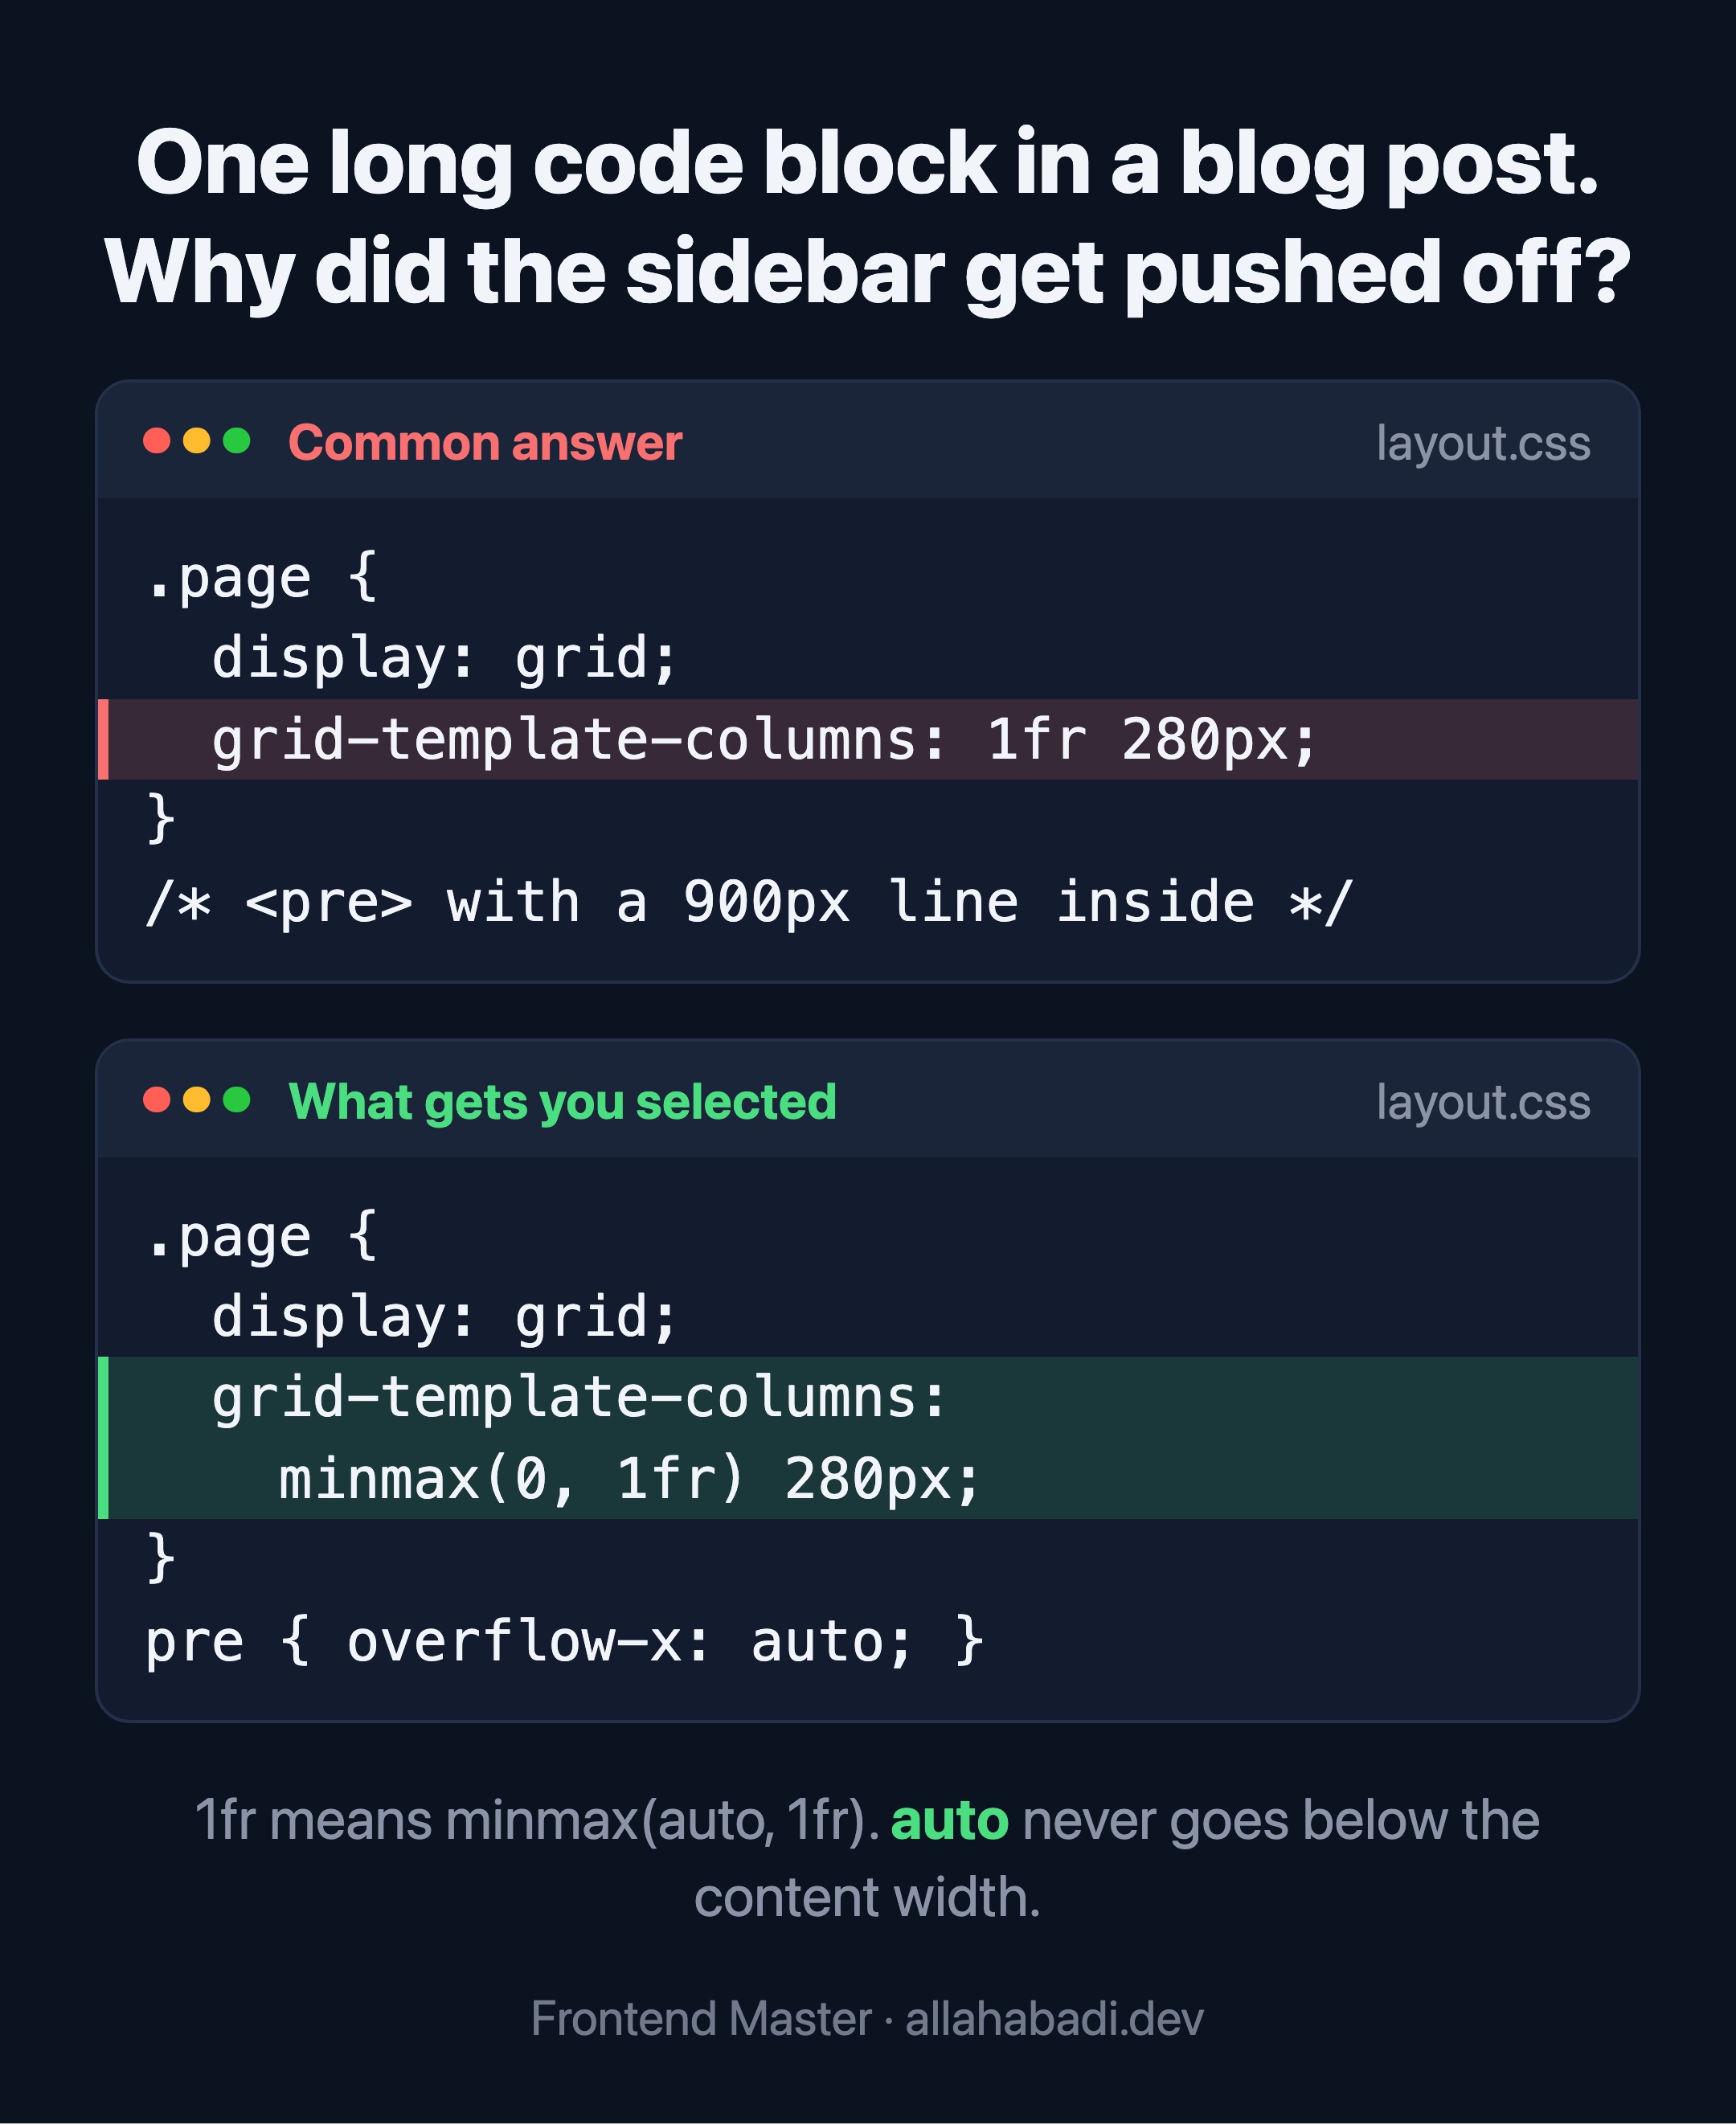 One long code block in a blog post.
Why did the sidebar get pushed off?
Common answer
layout.css
.page {
  display: grid;
  grid-template-columns: 1fr 280px;
}
/* <pre> with a 900px line inside */
What gets you selected
layout.css
.page {
  display: grid;
  grid-template-columns:
    minmax(0, 1fr) 280px;
}
pre { overflow-x: auto; }
1fr means minmax(auto, 1fr). auto never goes below the
content width.
Frontend Master · allahabadi.dev